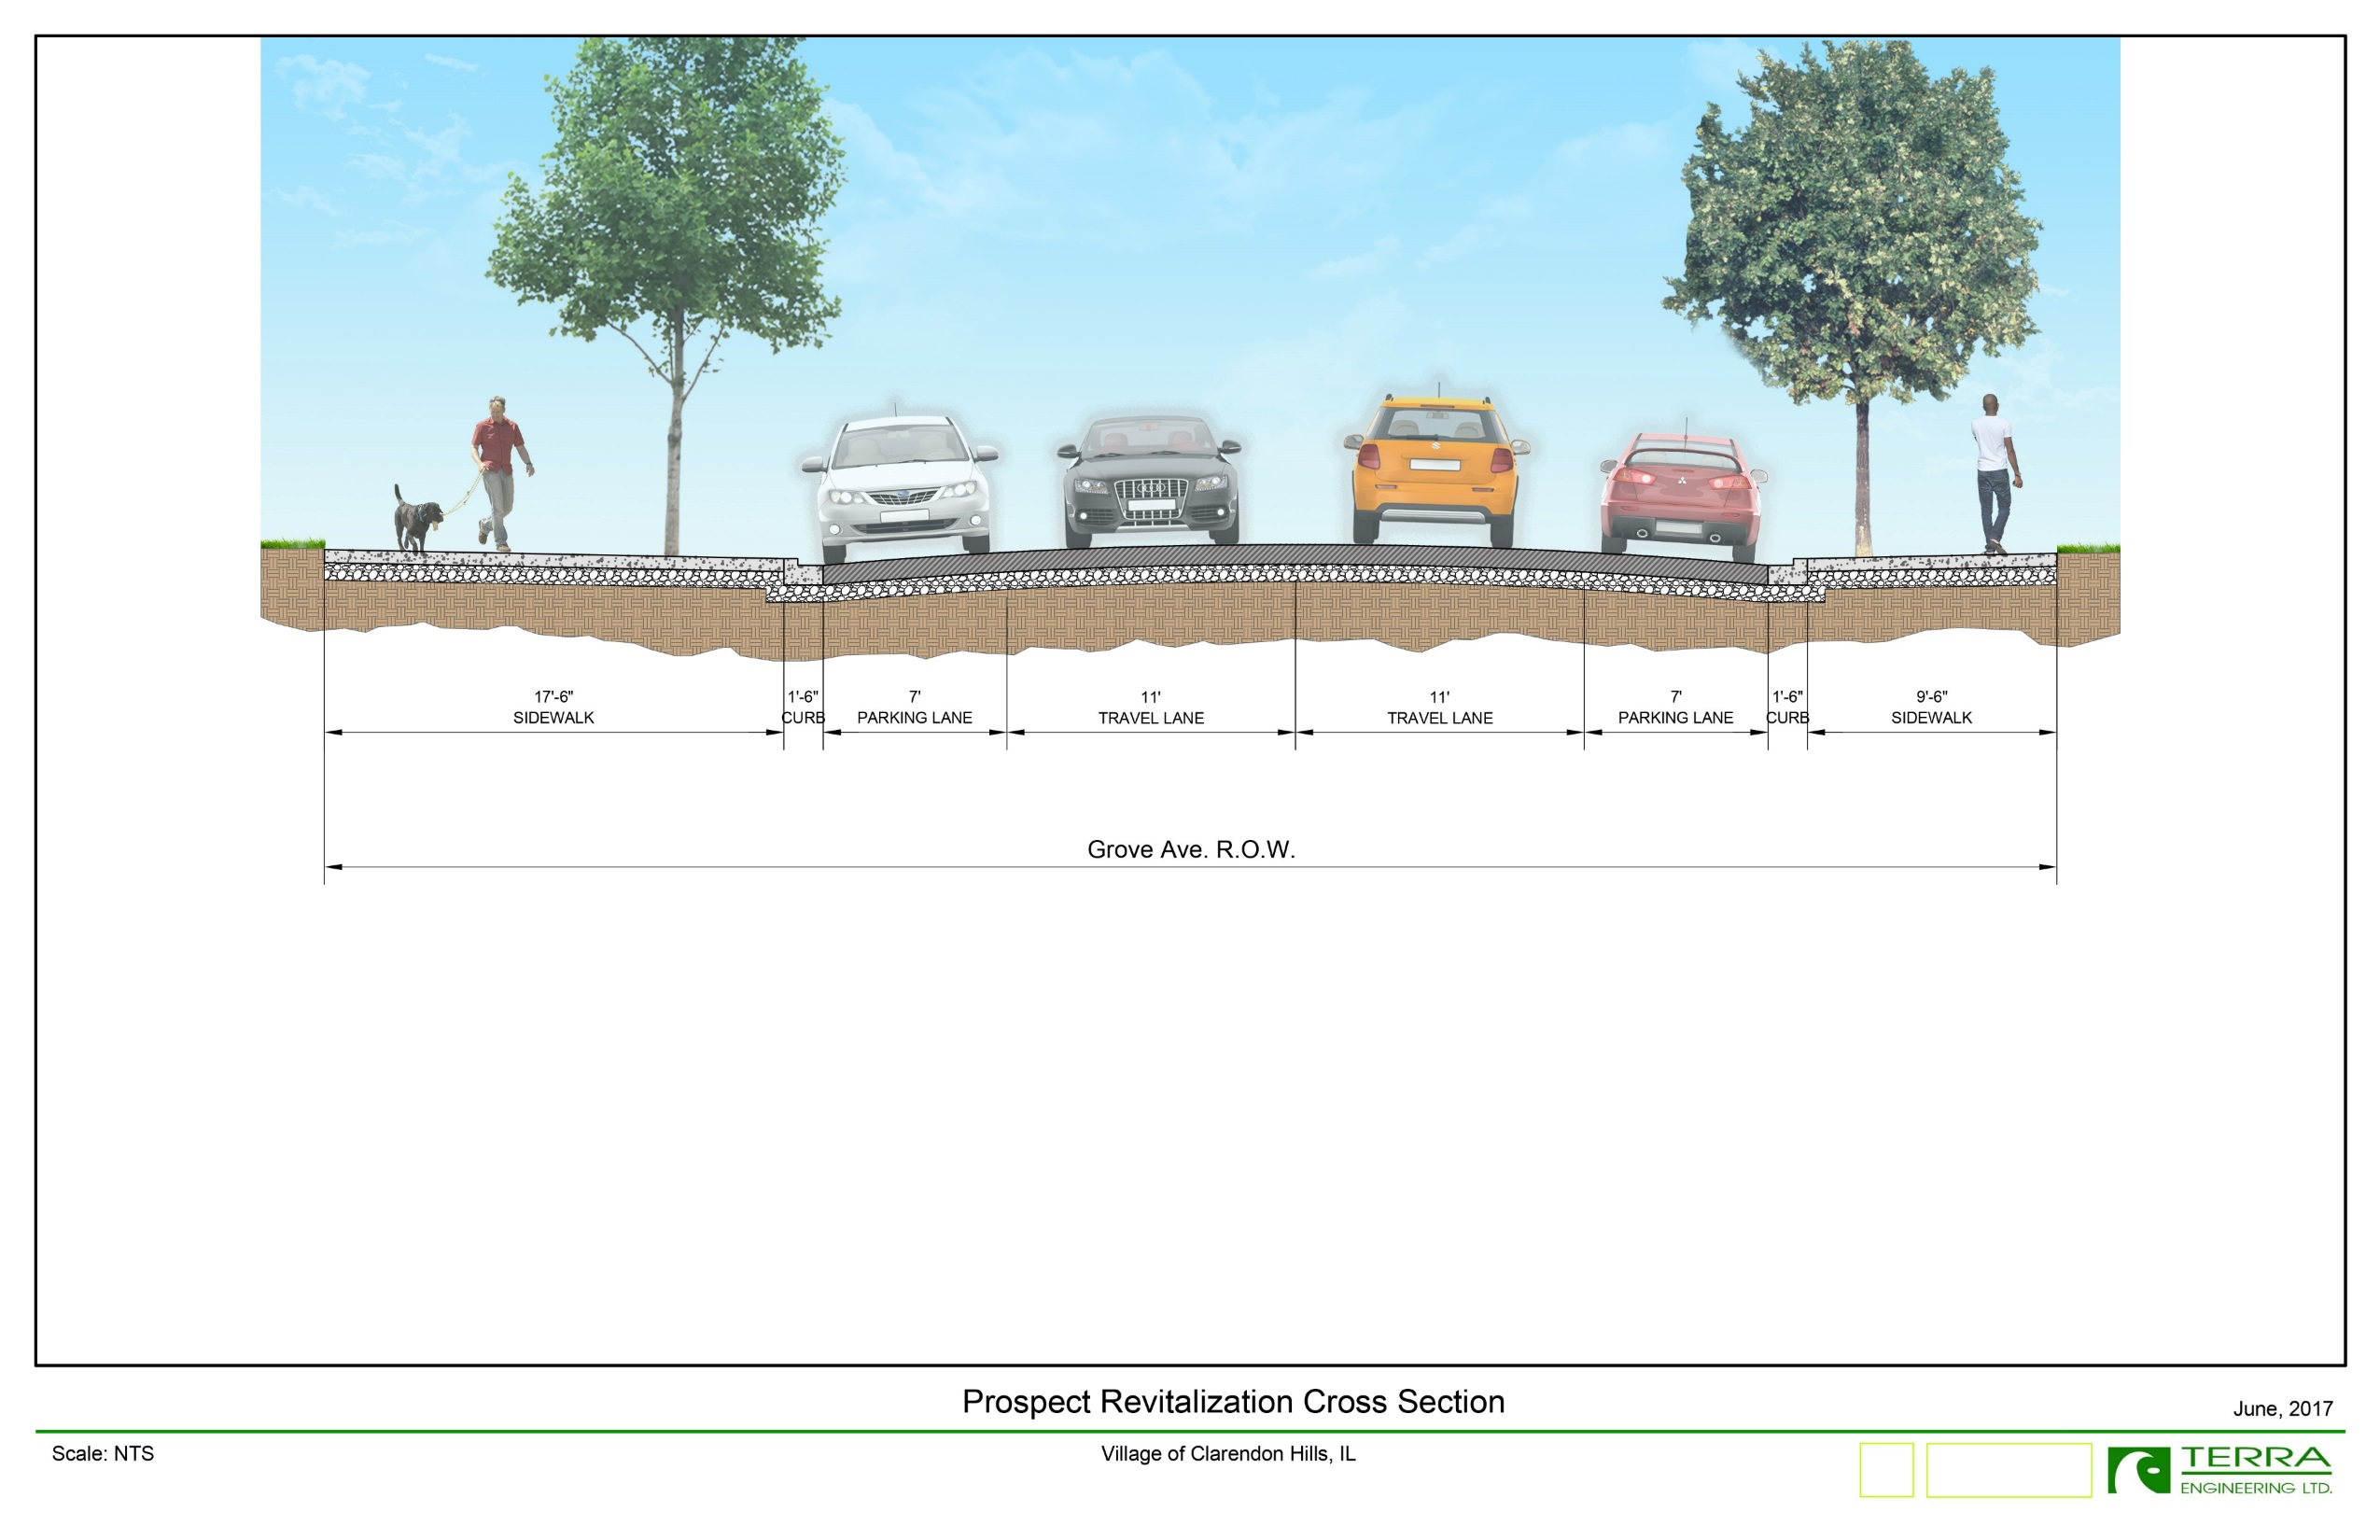 17'-6"
SIDEWALK
1'-6"
CURB
7'
PARKING LANE
11'
TRAVEL LANE
11'
TRAVEL LANE
7'
PARKING LANE
1'-6"
CURB
9'-6"
SIDEWALK
Grove Ave. R.O.W.
Prospect Revitalization Cross Section
June, 2017
Scale: NTS
Village of Clarendon Hills, IL
TERRA
ENGINEERING LTD.